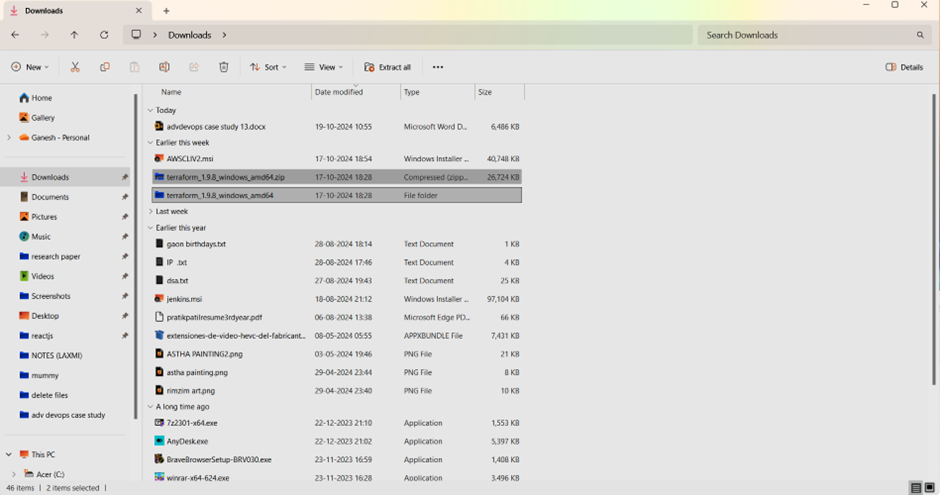 Downloads
Downloads
Search Downloads
New
Sort
View
Extract all
Details
Home
Gallery
Ganesh - Personal
Downloads
Documents
Pictures
Music
research paper
Videos
Screenshots
Desktop
reactjs
NOTES (LAXMI)
mummy
delete files
adv devops case study
This PC
Acer (C:)
Name Date modified Type Size
Today
advdevops case study 13.docx 19-10-2024 10:55 Microsoft Word D... 6,486 KB
Earlier this week
AWSCLIV2.msi 17-10-2024 18:54 Windows Installer ... 40,748 KB
terraform_1.9.8_windows_amd64.zip 17-10-2024 18:28 Compressed (zipp... 26,724 KB
terraform_1.9.8_windows_amd64 17-10-2024 18:28 File folder
Last week
Earlier this year
gaon birthdays.txt 28-08-2024 18:14 Text Document 1 KB
IP .txt 28-08-2024 17:46 Text Document 4 KB
dsa.txt 27-08-2024 19:43 Text Document 25 KB
jenkins.msi 18-08-2024 21:12 Windows Installer ... 97,104 KB
pratikpatilresume3rdyear.pdf 06-08-2024 13:38 Microsoft Edge PD... 66 KB
extensiones-de-video-hevc-del-fabricant... 08-05-2024 05:55 APPXBUNDLE File 7,431 KB
ASTHA PAINTING2.png 03-05-2024 19:46 PNG File 21 KB
astha painting.png 29-04-2024 23:44 PNG File 8 KB
rimzim art.png 29-04-2024 23:40 PNG File 10 KB
A long time ago
7z2301-x64.exe 22-12-2023 21:10 Application 1,553 KB
AnyDesk.exe 22-12-2023 21:02 Application 5,397 KB
BraveBrowserSetup-BRV030.exe 23-11-2023 16:59 Application 1,408 KB
winrar-x64-624.exe 23-11-2023 16:28 Application 3,496 KB
46 items 2 items selected